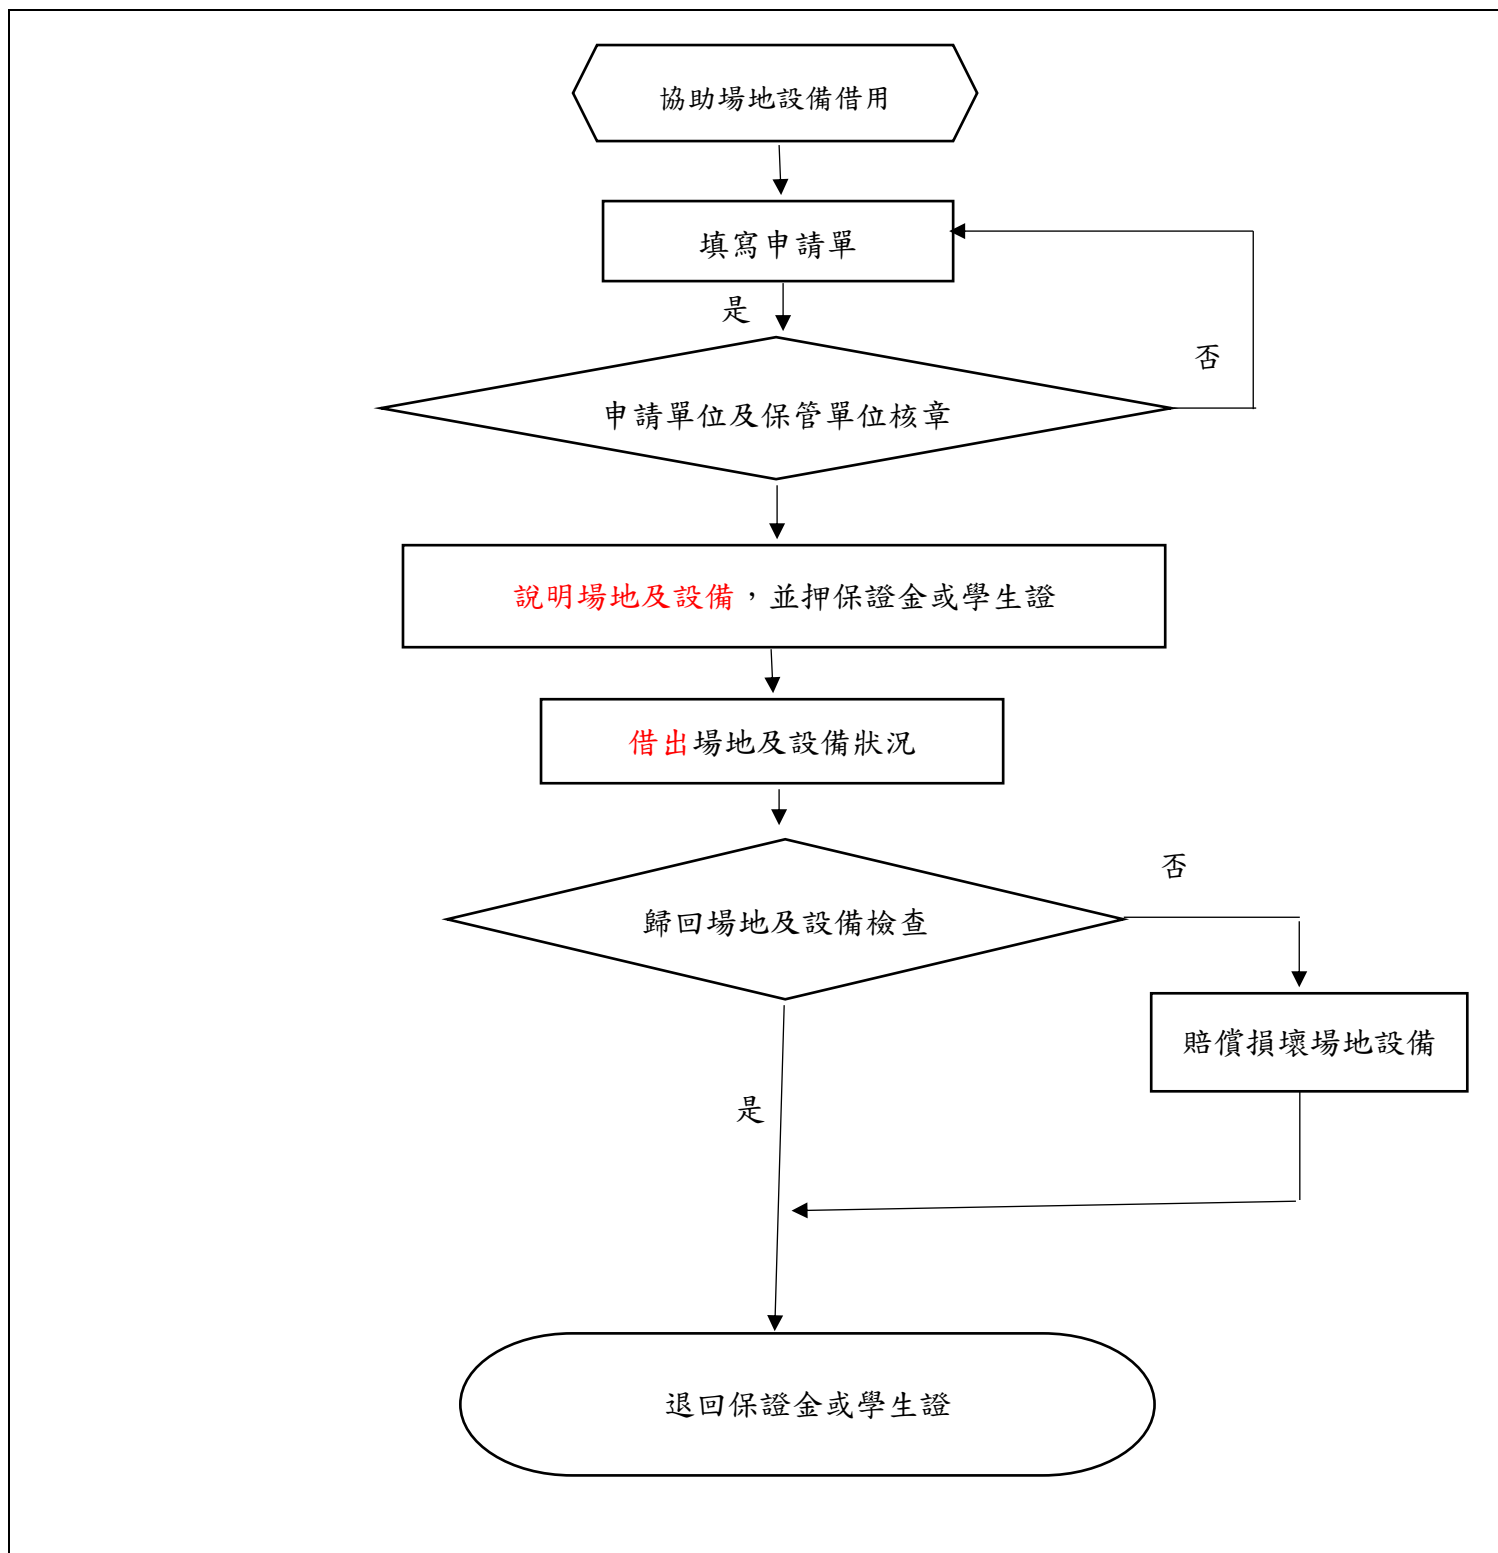 協助場地設備借用
填寫申請單
是
否
申請單位及保管單位核章
說明場地及設備，並押保證金或學生證
借出場地及設備狀況
否
歸回場地及設備檢查
賠償損壞場地設備
是
退回保證金或學生證